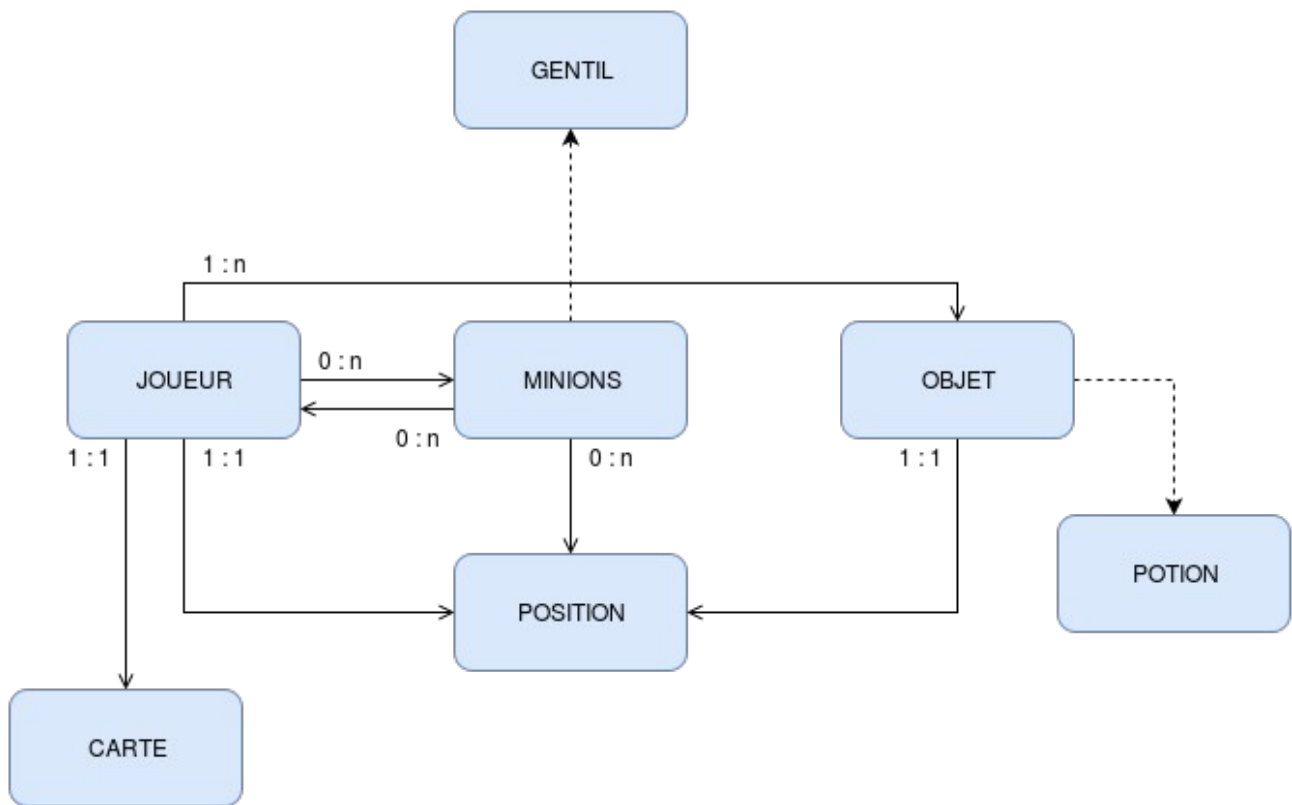 GENTIL
1 : n
JOUEUR
0 : n
MINIONS
OBJET
0 : n
1 : 1
1 : 1
0 : n
1 : 1
POTION
POSITION
CARTE